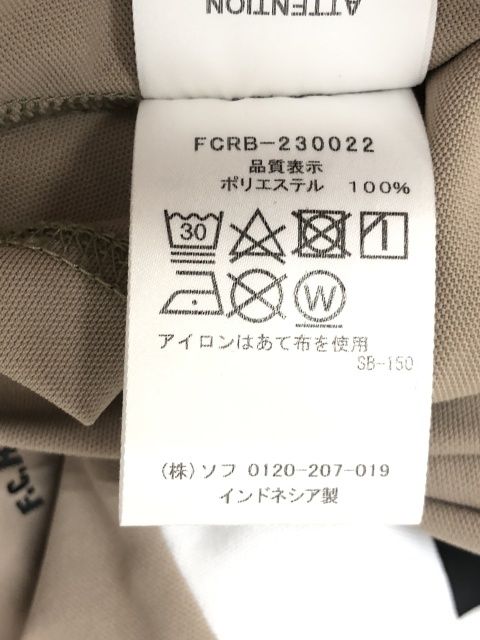 ATTENTION
FCRB-230022
品質表示
ポリエステル 100%
30
W
アイロンはあて布を使用
SB-150
(株)ソフ 0120-207-019
インドネシア製
F.C.R